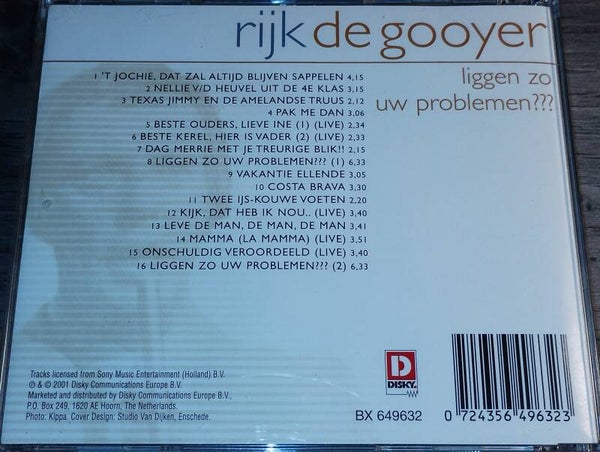 rijk de gooyer
liggen zo
uw problemen???
1 'T JOCHIE, DAT ZAL ALTIJD BLIJVEN SAPPELEN 4,15
2 NELLIE V/D HEUVEL UIT DE 4E KLAS 3,15
3 TEXAS JIMMY EN DE AMELANDSE TRUUS 2,12
4 PAK ME DAN 3,06
5 BESTE OUDERS, LIEVE INE (1) (LIVE) 2,34
6 BESTE KEREL, HIER IS VADER (2) (LIVE) 2,33
7 DAG MERRIE MET JE TREURIGE BLIK!! 2,15
8 LIGGEN ZO UW PROBLEMEN??? (1) 6,33
9 VAKANTIE ELLENDE 3,05
10 COSTA BRAVA 3,30
11 TWEE IJS-KOUWE VOETEN 2,20
12 KIJK, DAT HEB IK NOU.. (LIVE) 3,40
13 LEVE DE MAN, DE MAN, DE MAN 3,41
14 MAMMA (LA MAMMA) (LIVE) 3,51
15 ONSCHULDIG VEROORDEELD (LIVE) 3,40
16 LIGGEN ZO UW PROBLEMEN??? (2) 6,33
Tracks licensed from Sony Music Entertainment (Holland) B.V.
℗ & © 2001 Disky Communications Europe B.V.
Marketed and distributed by Disky Communications Europe B.V.,
P.O. Box 249, 1620 AE Hoorn, The Netherlands.
Photo: Kippa. Cover Design: Studio Van Dijken, Enschede.
D
DISKY.
BX 649632
0 724356 496323